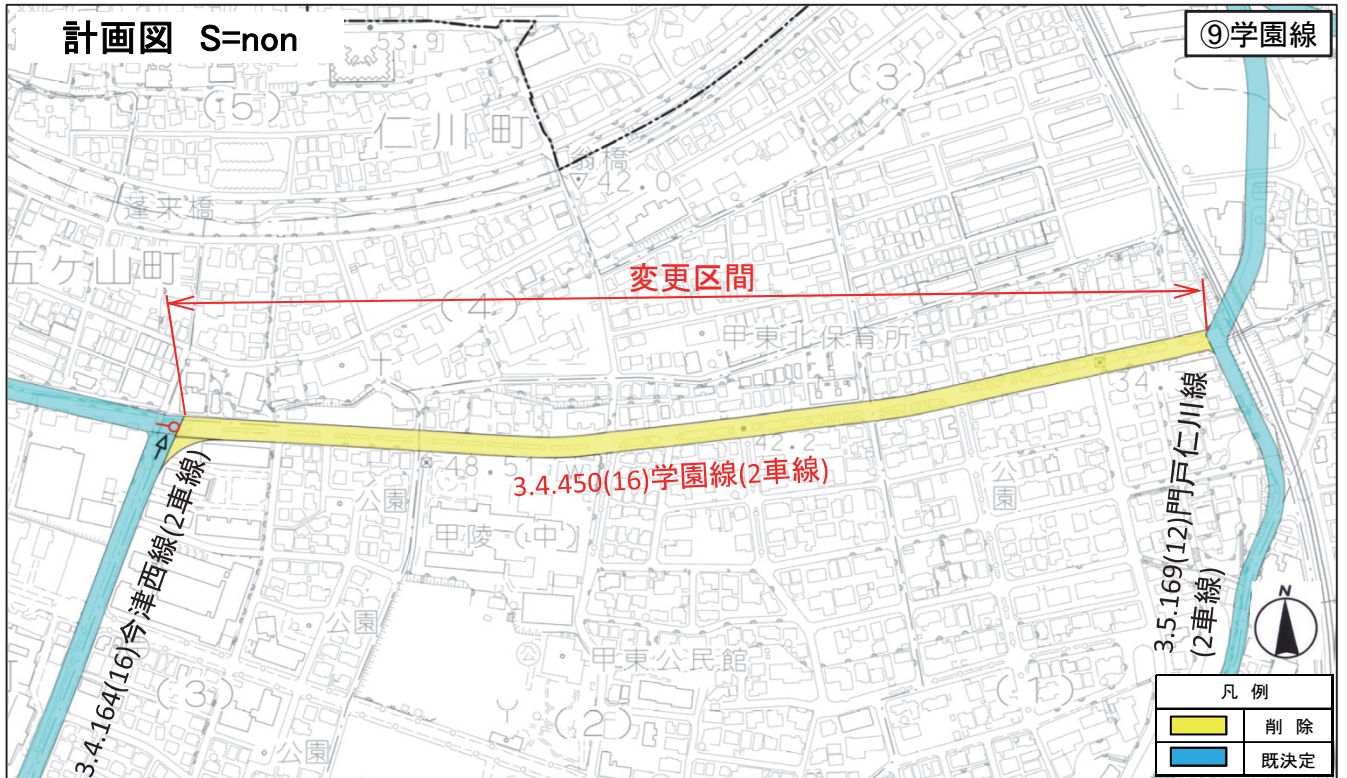 計画図 S=non
⑨学園線
53.9
(5)
仁川町
(3)
翁橋
42.0
蓬来橋
五ケ山町
変更区間
(4)
甲東北保育所
34.
42.2
48.51(W)
3.4.450(16)学園線(2車線)
公園
公園
甲陵(中)
3.4.164(16)今津西線(2車線)
3.5.169(12)門戸仁川線
(2車線)
公園
甲東公民館
(3)
(2)
(1)
公園
N
凡例
削除
既決定